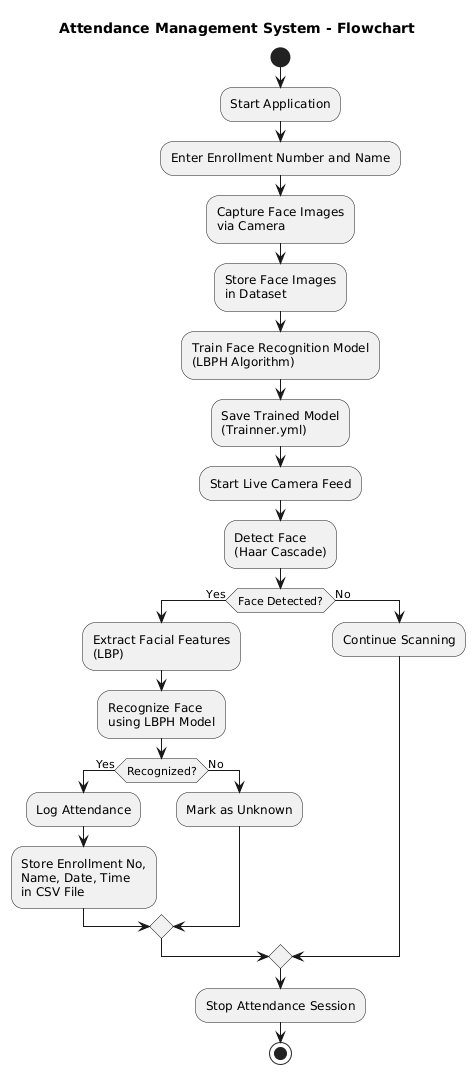 Attendance Management System - Flowchart
Start Application
Enter Enrollment Number and Name
Capture Face Images
via Camera
Store Face Images
in Dataset
Train Face Recognition Model
(LBPH Algorithm)
Save Trained Model
(Trainner.yml)
Start Live Camera Feed
Detect Face
(Haar Cascade)
Yes
Face Detected?
No
Extract Facial Features
(LBP)
Continue Scanning
Recognize Face
using LBPH Model
Yes
Recognized?
No
Log Attendance
Mark as Unknown
Store Enrollment No,
Name, Date, Time
in CSV File
Stop Attendance Session